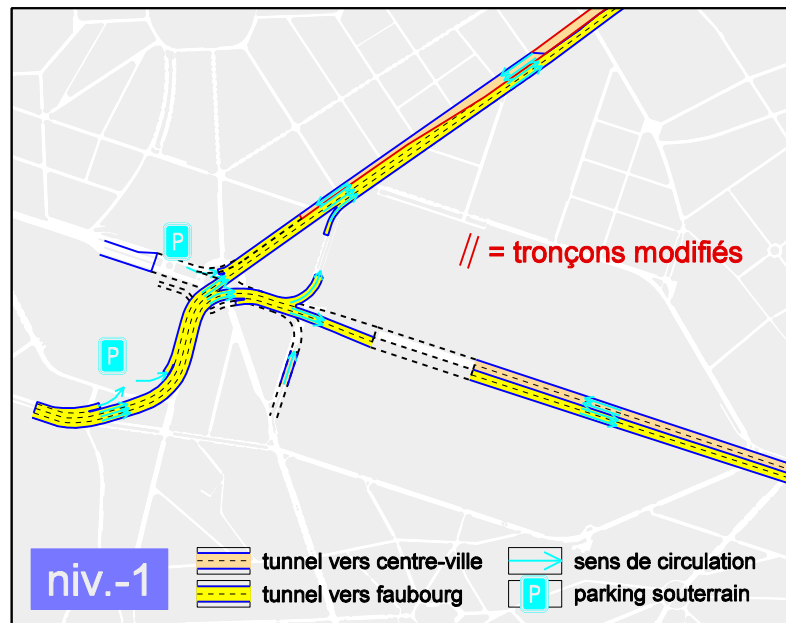 P
// = tronçons modifiés
P
niv.-1
tunnel vers centre-ville
sens de circulation
tunnel vers faubourg
P
parking souterrain